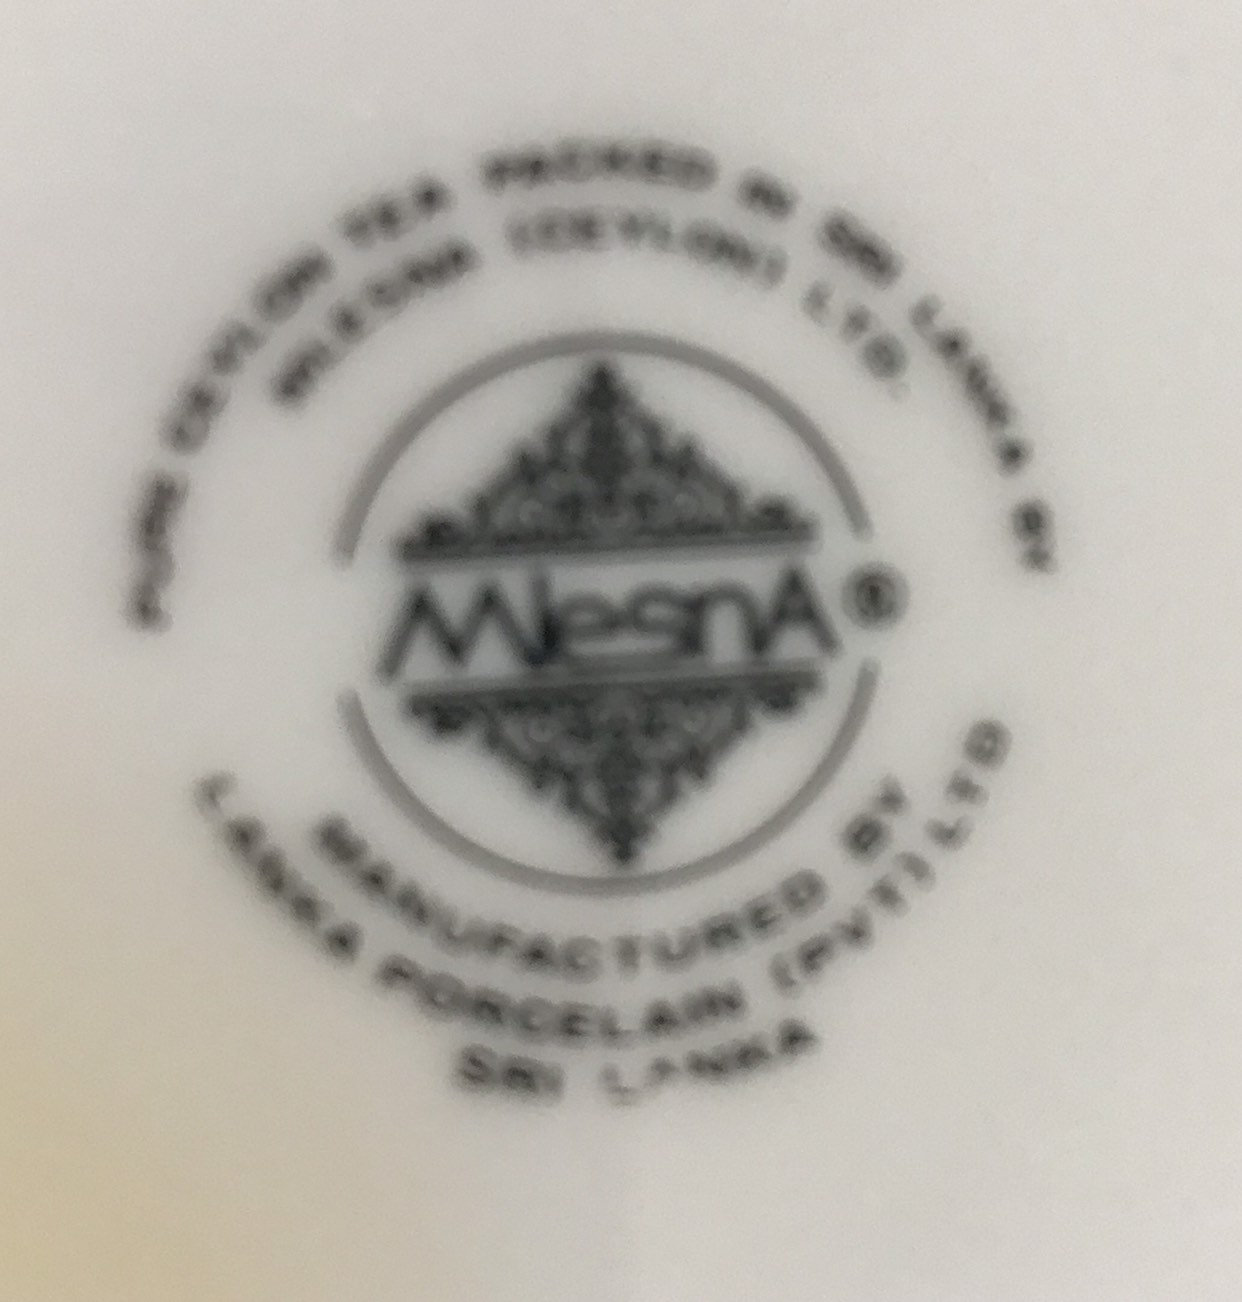 PURE CEYLON TEA PACKED IN SRI LANKA BY
MLESNA (CEYLON) LTD.
MlesnA®
MANUFACTURED BY
LANKA PORCELAIN (PVT) LTD
SRI LANKA